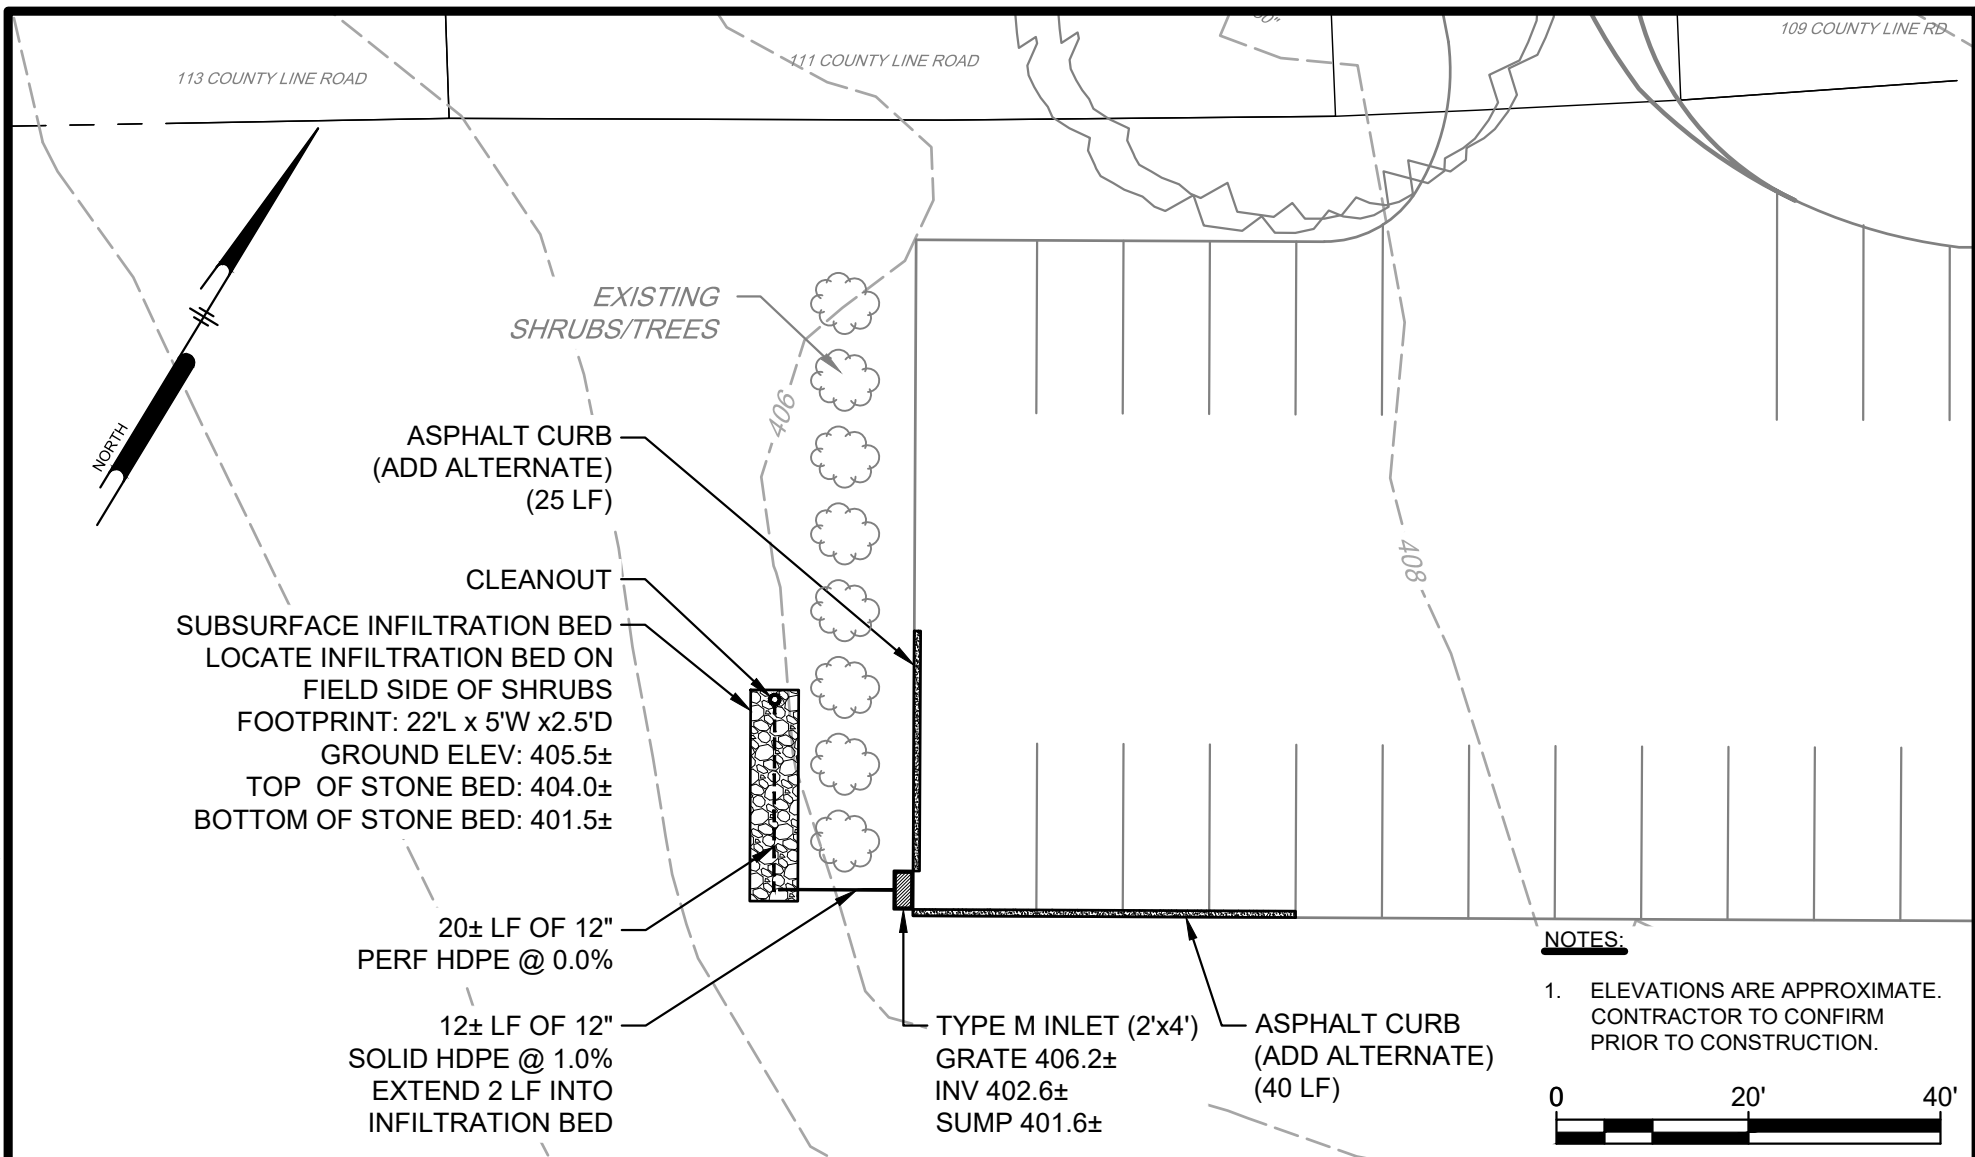 113 COUNTY LINE ROAD
111 COUNTY LINE ROAD
109 COUNTY LINE RD
NORTH
EXISTING
SHRUBS/TREES
406
408
ASPHALT CURB
(ADD ALTERNATE)
(25 LF)
CLEANOUT
SUBSURFACE INFILTRATION BED
LOCATE INFILTRATION BED ON
FIELD SIDE OF SHRUBS
FOOTPRINT: 22'L x 5'W x2.5'D
GROUND ELEV: 405.5±
TOP OF STONE BED: 404.0±
BOTTOM OF STONE BED: 401.5±
20± LF OF 12"
PERF HDPE @ 0.0%
12± LF OF 12"
SOLID HDPE @ 1.0%
EXTEND 2 LF INTO
INFILTRATION BED
TYPE M INLET (2'x4')
GRATE 406.2±
INV 402.6±
SUMP 401.6±
ASPHALT CURB
(ADD ALTERNATE)
(40 LF)
NOTES:
1. ELEVATIONS ARE APPROXIMATE.
CONTRACTOR TO CONFIRM
PRIOR TO CONSTRUCTION.
0 20' 40'